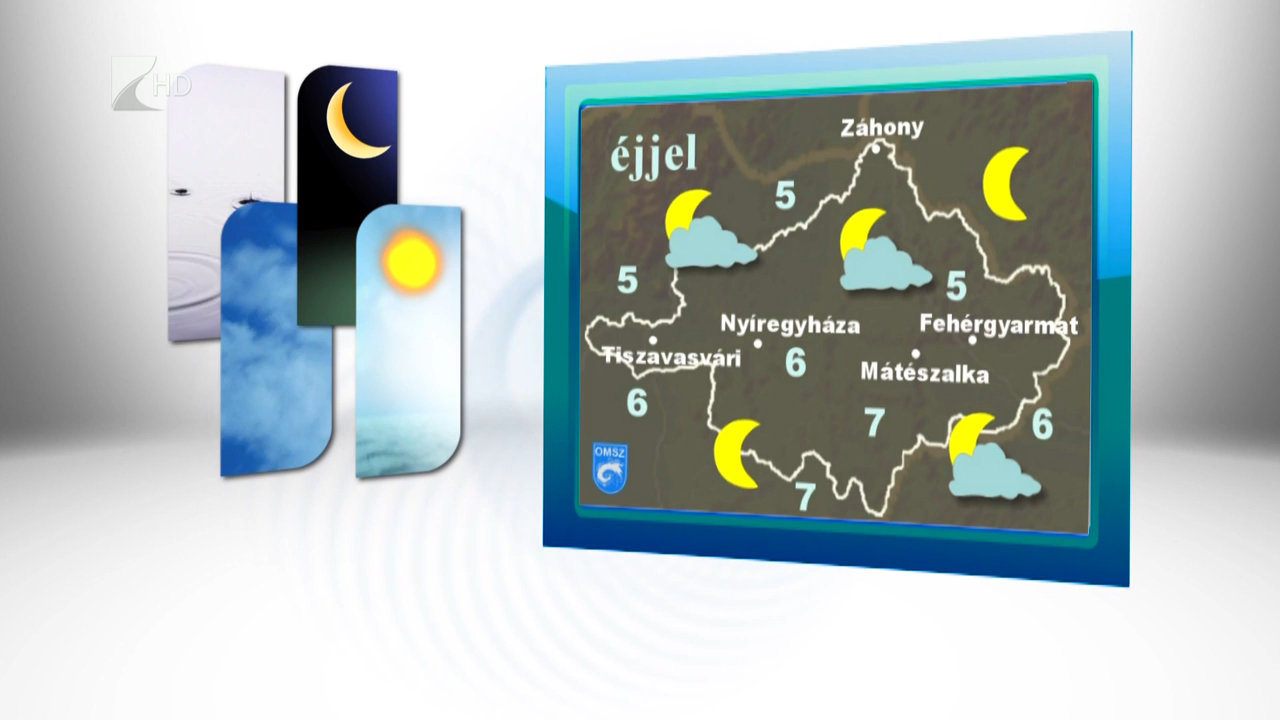 HD
éjjel
Záhony
5
5
5
Nyíregyháza
Fehérgyarmat
Tiszavasvári
6
Mátészalka
6
7
6
OMSZ
7